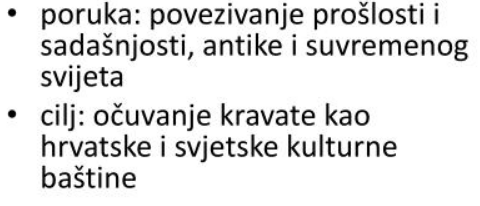 • poruka: povezivanje prošlosti i
sadašnjosti, antike i suvremenog
svijeta
• cilj: očuvanje kravate kao
hrvatske i svjetske kulturne
baštine